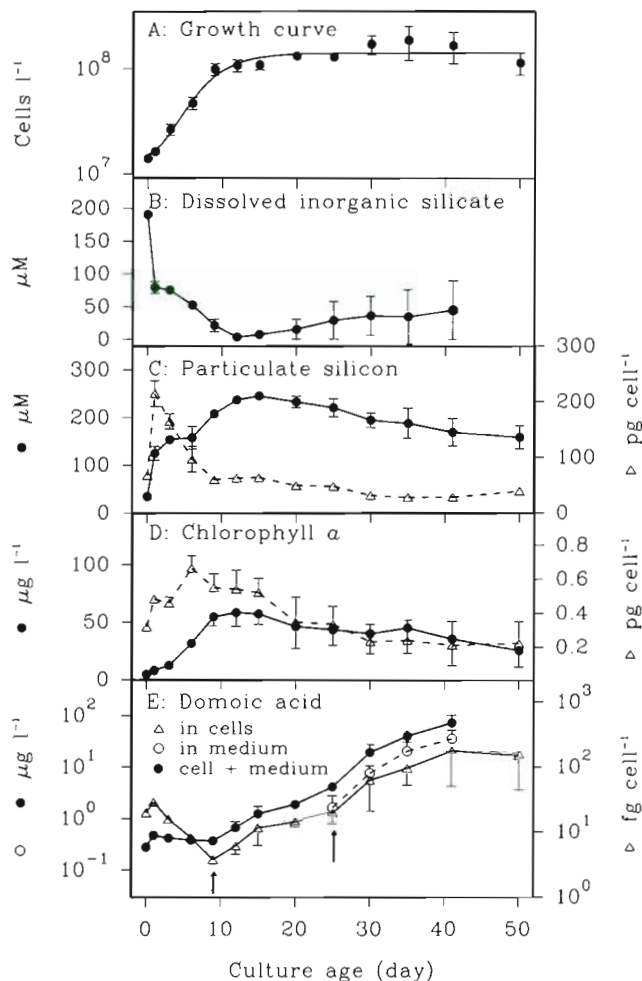 A: Growth curve
10⁸
10⁷
Cells l⁻¹
B: Dissolved inorganic silicate
200
150
100
50
0
μM
C: Particulate silicon
300
200
100
0
● μM
300
200
100
0
△ pg cell⁻¹
D: Chlorophyll a
100
50
0
● μg l⁻¹
0.8
0.6
0.4
0.2
△ pg cell⁻¹
E: Domoic acid
△ in cells
○ in medium
● cell + medium
10²
10¹
10⁰
10⁻¹
○ ● μg l⁻¹
10³
10²
10¹
10⁰
△ fg cell⁻¹
0 10 20 30 40 50
Culture age (day)